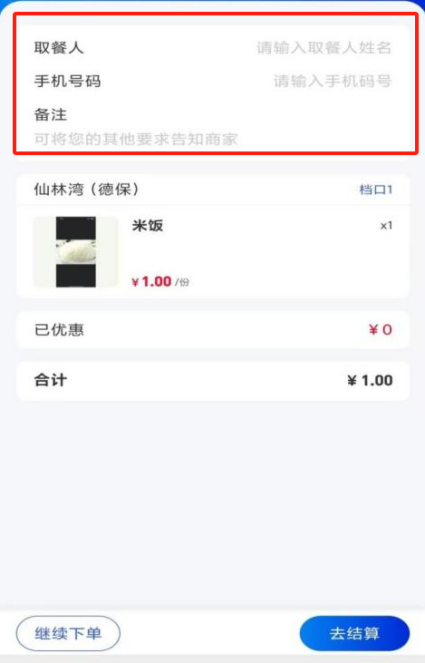 取餐人 请输入取餐人姓名
手机号码 请输入手机码号
备注
可将您的其他要求告知商家
仙林湾（德保） 档口1
米饭 x1
¥1.00/份
已优惠 ¥0
合计 ¥1.00
继续下单 去结算